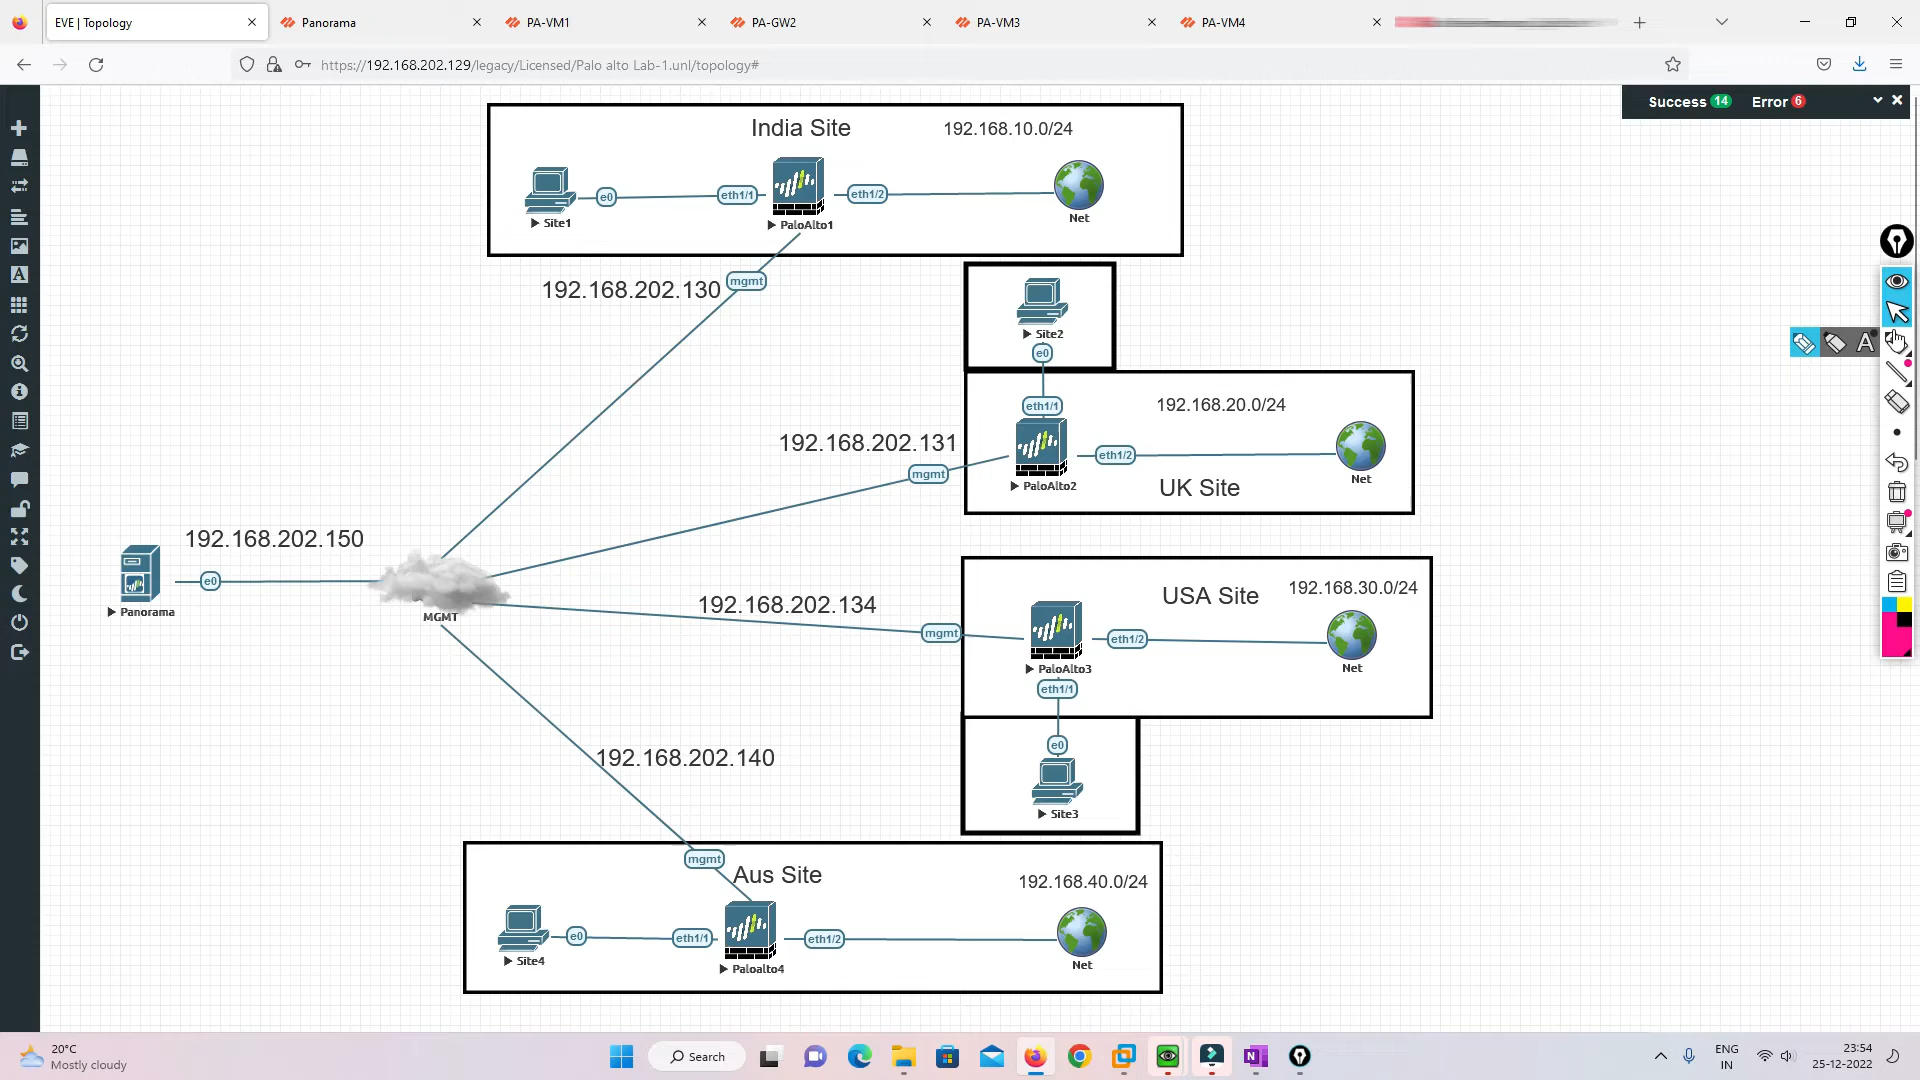 EVE | Topology
Panorama
PA-VM1
PA-GW2
PA-VM3
PA-VM4
https://192.168.202.129/legacy/Licensed/Palo alto Lab-1.unl/topology#
Success 14 Error 6
India Site
192.168.10.0/24
e0
eth1/1
eth1/2
Site1
PaloAlto1
Net
mgmt
192.168.202.130
Site2
e0
eth1/1
192.168.20.0/24
192.168.202.131
mgmt
eth1/2
PaloAlto2
UK Site
Net
192.168.202.150
e0
Panorama
MGMT
192.168.202.134
mgmt
USA Site
192.168.30.0/24
eth1/2
PaloAlto3
Net
eth1/1
e0
Site3
192.168.202.140
mgmt
Aus Site
192.168.40.0/24
e0
eth1/1
eth1/2
Site4
Paloalto4
Net
A
A
20°C
Mostly cloudy
Search
ENG
IN
23:54
25-12-2022